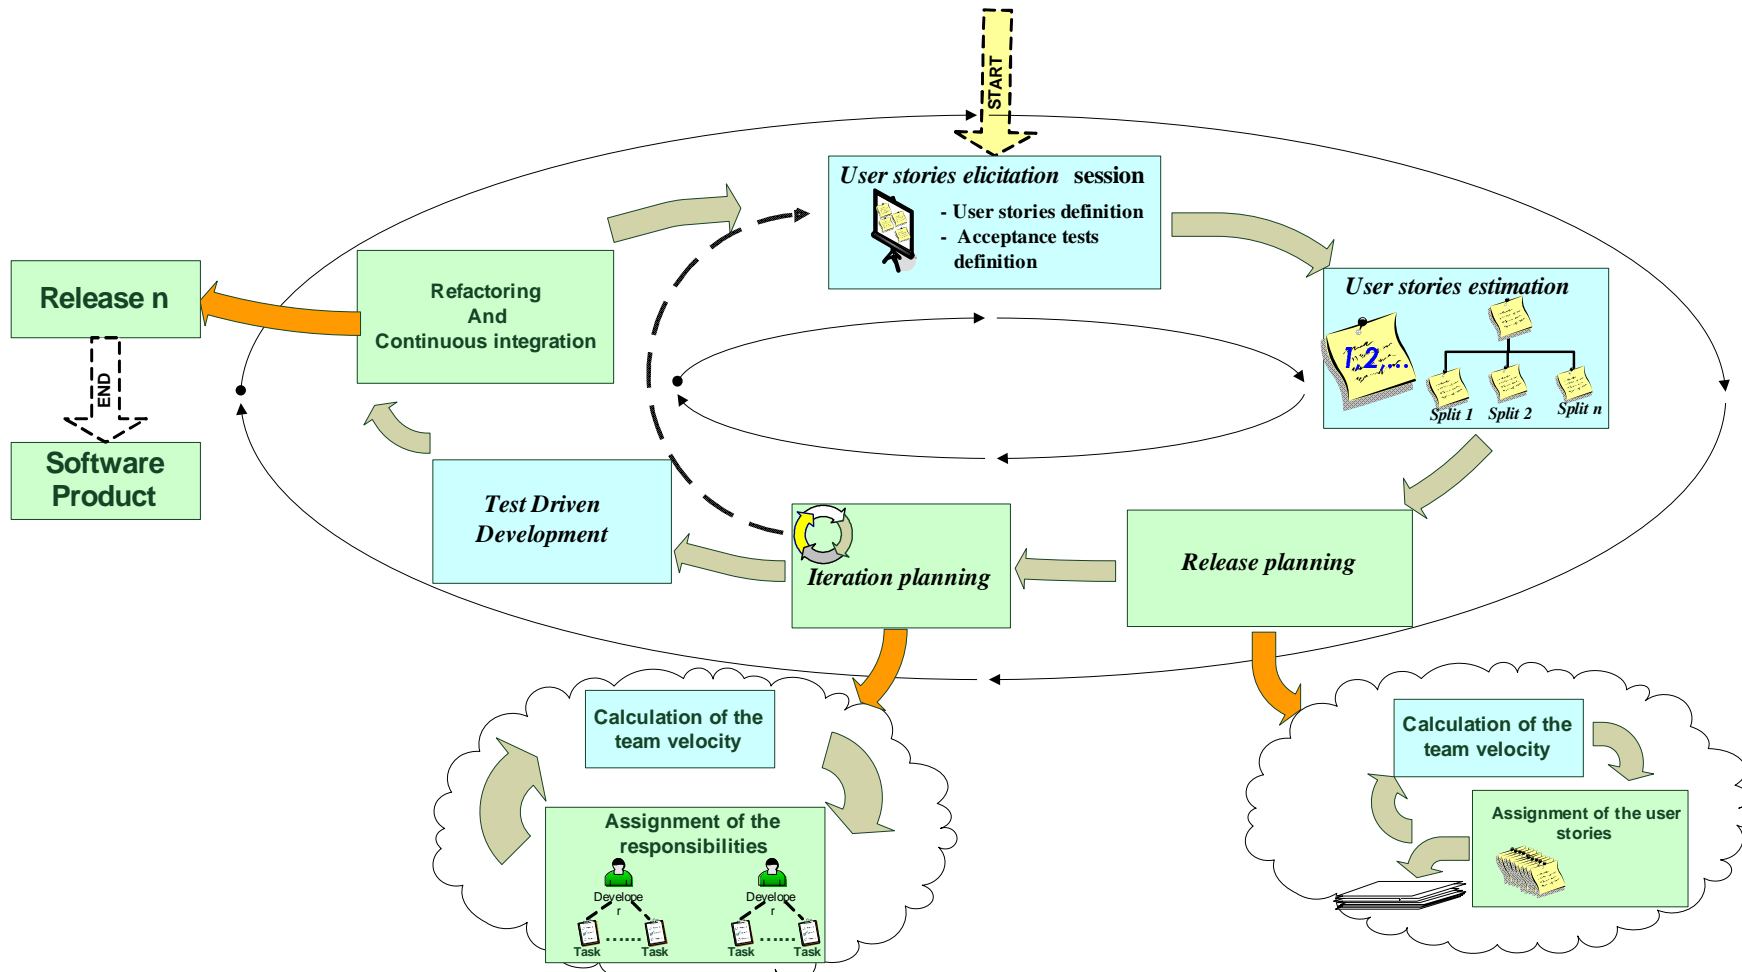 START
User stories elicitation session
- User stories definition
- Acceptance tests
definition
User stories estimation
1,2,...
Split 1
Split 2
Split n
Refactoring
And
Continuous integration
Release n
END
Software
Product
Test Driven
Development
Iteration planning
Release planning
Calculation of the
team velocity
Assignment of the
responsibilities
Develope
r
Develope
r
Task
......
Task
Task
......
Task
Calculation of the
team velocity
Assignment of the user
stories